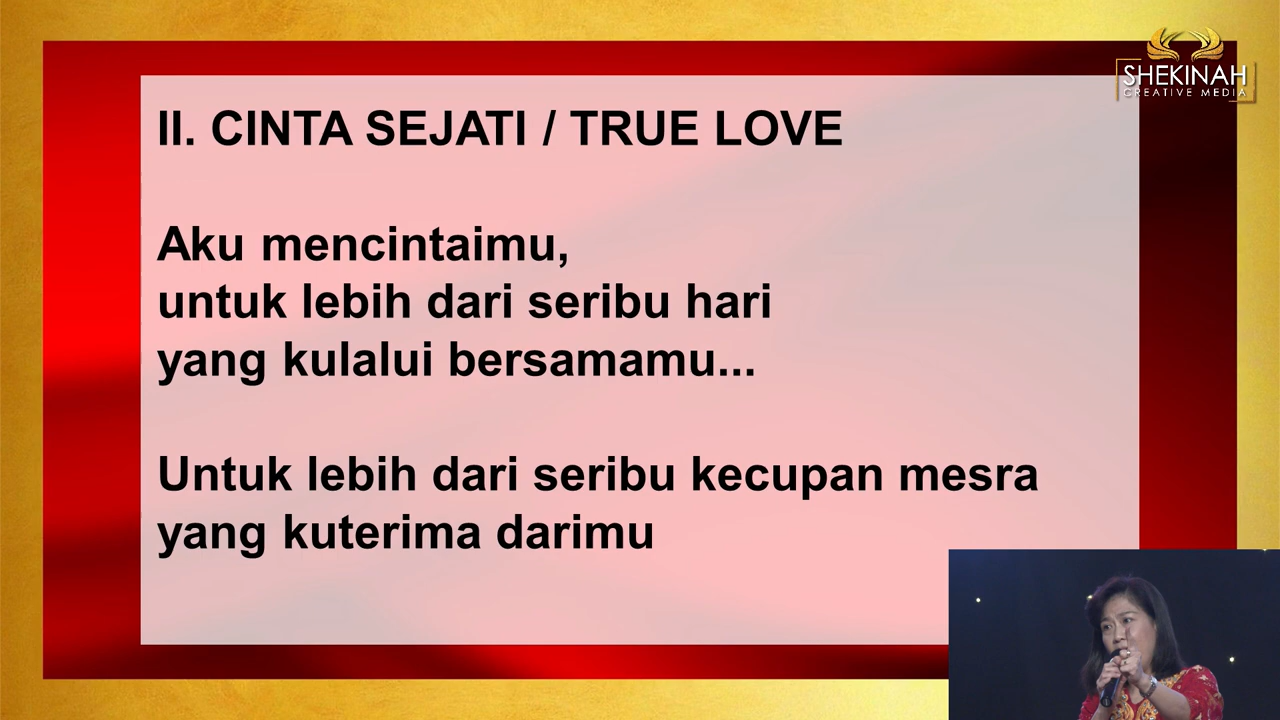 SHEKINAH
CREATIVE MEDIA
II. CINTA SEJATI / TRUE LOVE
Aku mencintaimu,
untuk lebih dari seribu hari
yang kulalui bersamamu...
Untuk lebih dari seribu kecupan mesra
yang kuterima darimu